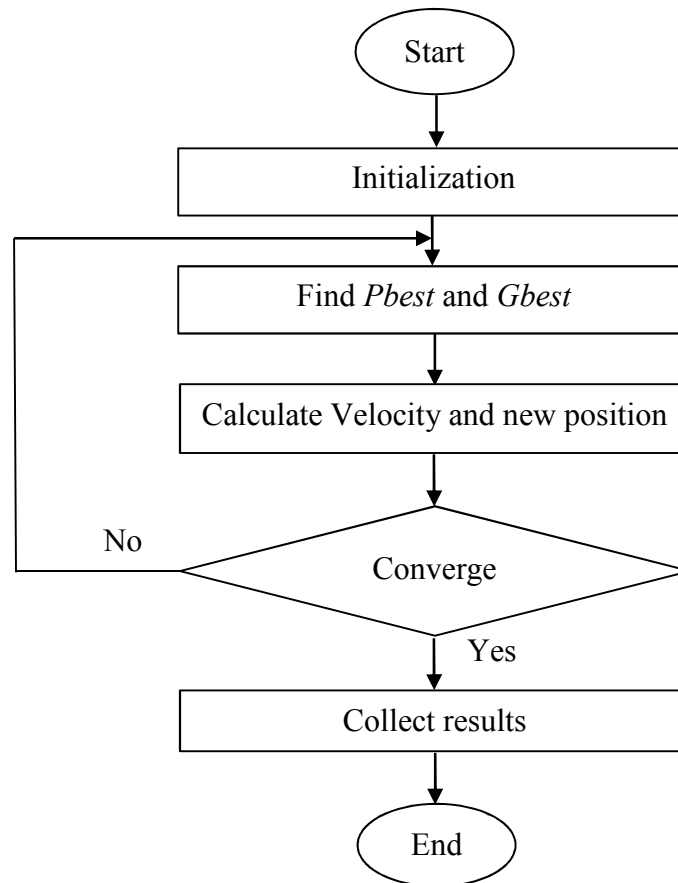 Start
Initialization
Find Pbest and Gbest
Calculate Velocity and new position
No
Converge
Yes
Collect results
End